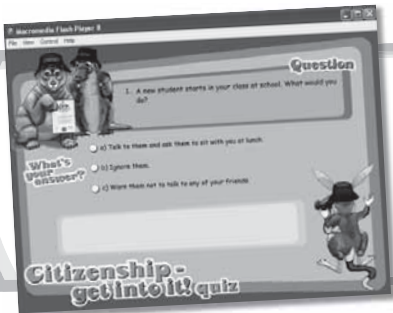 Macromedia Flash Player 8
File View Control Help
Question
1. A new student starts in your class at school. What would you
do?
What's
your
answer?
a) Talk to them and ask them to sit with you at lunch.
b) Ignore them.
c) Warn them not to talk to any of your friends.
Citizenship -
get into it! quiz